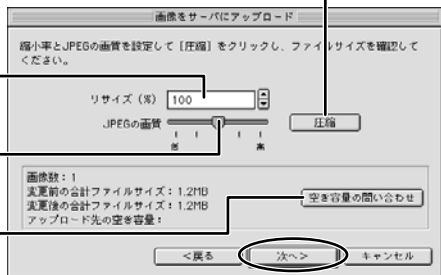 画像をサーバにアップロード
縮小率とJPEGの画質を設定して［圧縮］をクリックし、ファイルサイズを確認して
ください。
リサイズ（%） 100
JPEGの画質 圧縮
低 高
画像数：1
変更前の合計ファイルサイズ：1.2MB
変更後の合計ファイルサイズ：1.2MB
アップロード先の空き容量：
空き容量の問い合わせ
<戻る 次へ> キャンセル